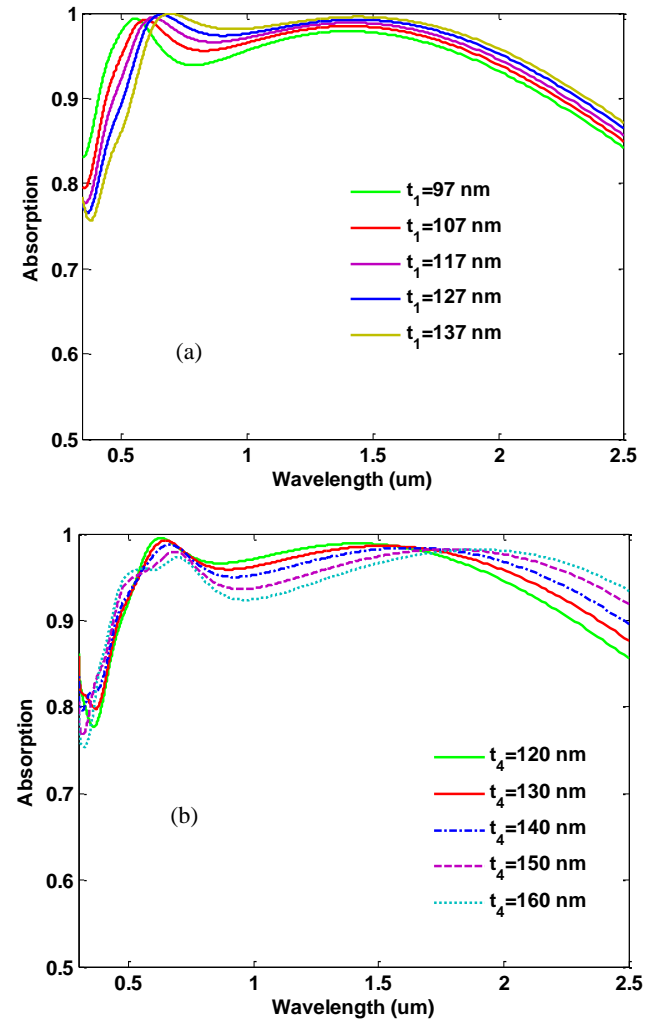 1
0.9
0.8
0.7
0.6
0.5
Absorption
t1=97 nm
t1=107 nm
t1=117 nm
t1=127 nm
t1=137 nm
(a)
0.5 1 1.5 2 2.5
Wavelength (um)
1
0.9
0.8
0.7
0.6
0.5
Absorption
t4=120 nm
t4=130 nm
t4=140 nm
t4=150 nm
t4=160 nm
(b)
0.5 1 1.5 2 2.5
Wavelength (um)